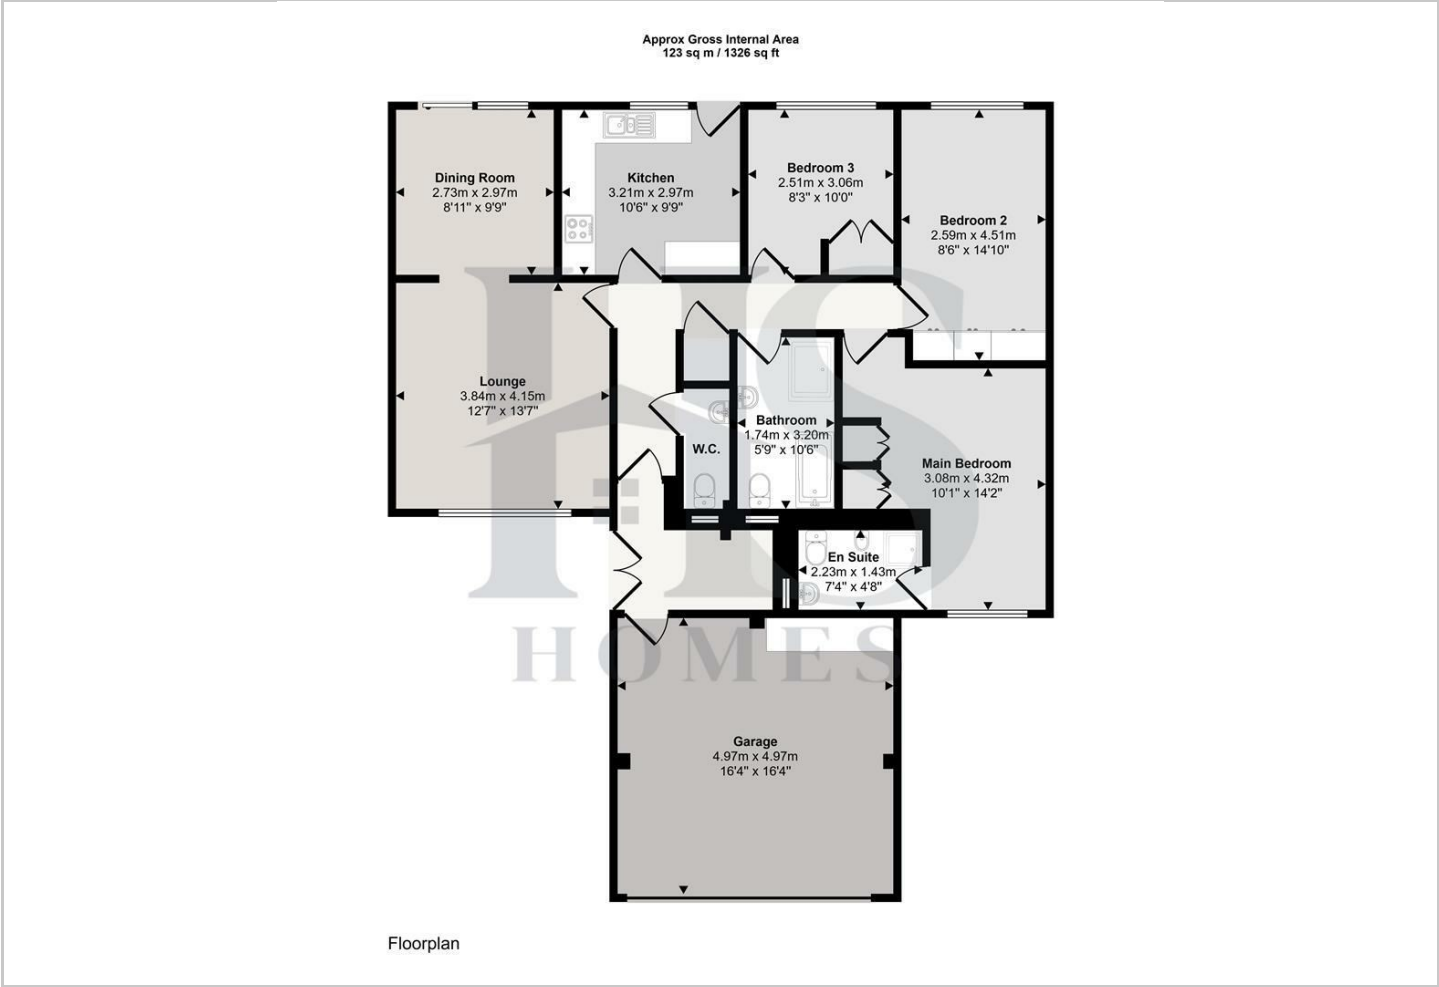 Approx Gross Internal Area
123 sq m / 1326 sq ft
Dining Room
2.73m x 2.97m
8'11" x 9'9"
Kitchen
3.21m x 2.97m
10'6" x 9'9"
Bedroom 3
2.51m x 3.06m
8'3" x 10'0"
Bedroom 2
2.59m x 4.51m
8'6" x 14'10"
Lounge
3.84m x 4.15m
12'7" x 13'7"
W.C.
Bathroom
1.74m x 3.20m
5'9" x 10'6"
Main Bedroom
3.08m x 4.32m
10'1" x 14'2"
En Suite
2.23m x 1.43m
7'4" x 4'8"
HS
HOMES
Garage
4.97m x 4.97m
16'4" x 16'4"
Floorplan